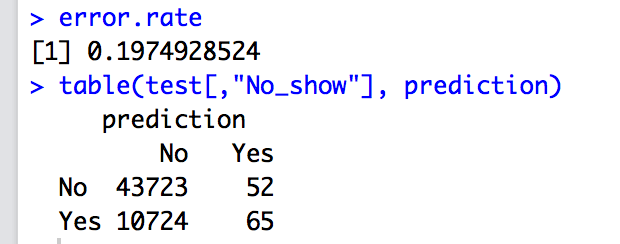 > error.rate
[1] 0.1974928524
> table(test[,"No_show"], prediction)
prediction
No Yes
No 43723 52
Yes 10724 65